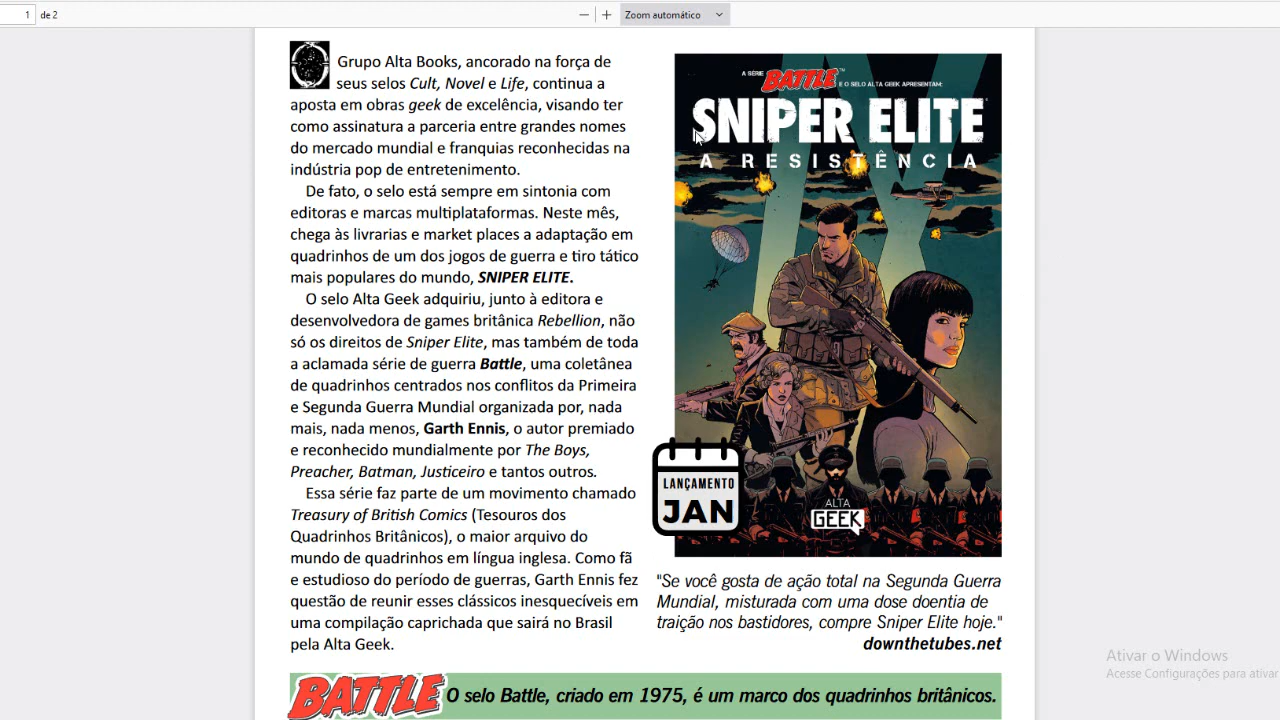 1 de 2
Zoom automático
Grupo Alta Books, ancorado na força de
seus selos Cult, Novel e Life, continua a
aposta em obras geek de excelência, visando ter
como assinatura a parceria entre grandes nomes
do mercado mundial e franquias reconhecidas na
indústria pop de entretenimento.
De fato, o selo está sempre em sintonia com
editoras e marcas multiplataformas. Neste mês,
chega às livrarias e market places a adaptação em
quadrinhos de um dos jogos de guerra e tiro tático
mais populares do mundo, SNIPER ELITE.
O selo Alta Geek adquiriu, junto à editora e
desenvolvedora de games britânica Rebellion, não
só os direitos de Sniper Elite, mas também de toda
a aclamada série de guerra Battle, uma coletânea
de quadrinhos centrados nos conflitos da Primeira
e Segunda Guerra Mundial organizada por, nada
mais, nada menos, Garth Ennis, o autor premiado
e reconhecido mundialmente por The Boys,
Preacher, Batman, Justiceiro e tantos outros.
Essa série faz parte de um movimento chamado
Treasury of British Comics (Tesouros dos
Quadrinhos Britânicos), o maior arquivo do
mundo de quadrinhos em língua inglesa. Como fã
e estudioso do período de guerras, Garth Ennis fez
questão de reunir esses clássicos inesquecíveis em
uma compilação caprichada que sairá no Brasil
pela Alta Geek.
A SÉRIE BATTLE™ E O SELO ALTA GEEK APRESENTAM:
SNIPER ELITE
A RESISTÊNCIA
LANÇAMENTO
JAN
ALTA
GEEK
"Se você gosta de ação total na Segunda Guerra
Mundial, misturada com uma dose doentia de
traição nos bastidores, compre Sniper Elite hoje."
downthetubes.net
BATTLE O selo Battle, criado em 1975, é um marco dos quadrinhos britânicos.
Ativar o Windows
Acesse Configurações para ativar